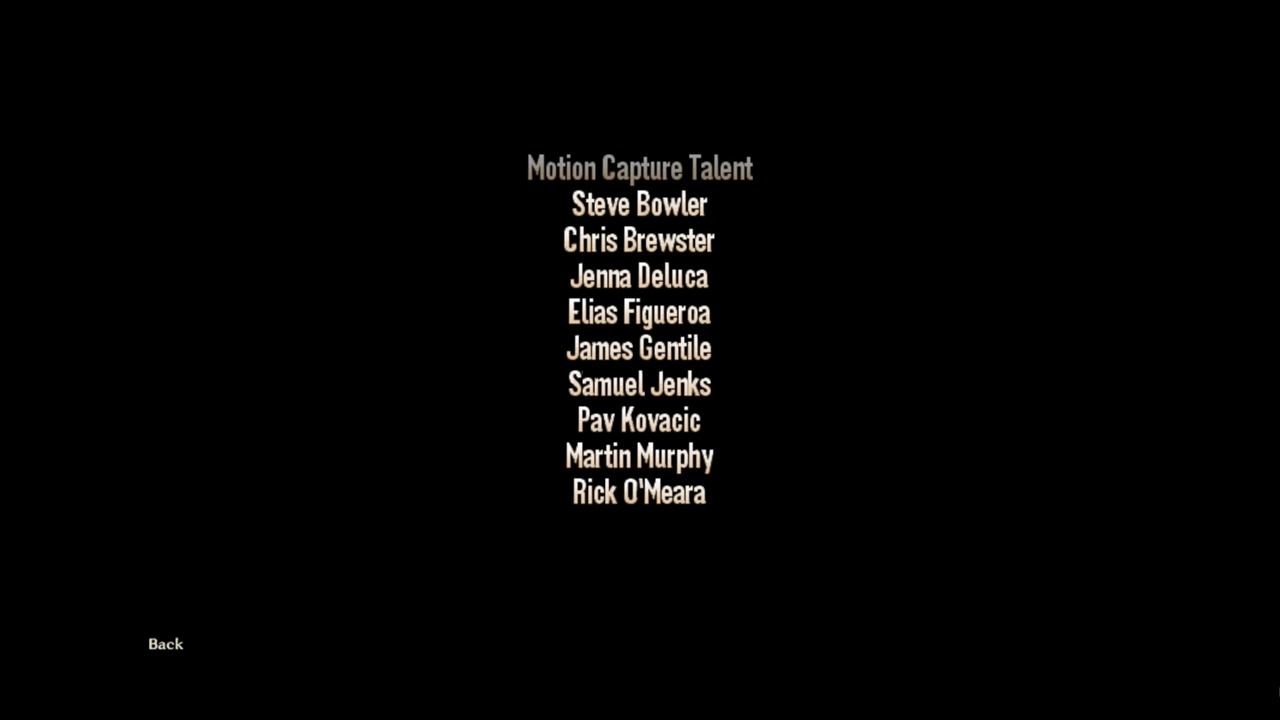 Motion Capture Talent
Steve Bowler
Chris Brewster
Jenna Deluca
Elias Figueroa
James Gentile
Samuel Jenks
Pav Kovacic
Martin Murphy
Rick O'Meara
Back